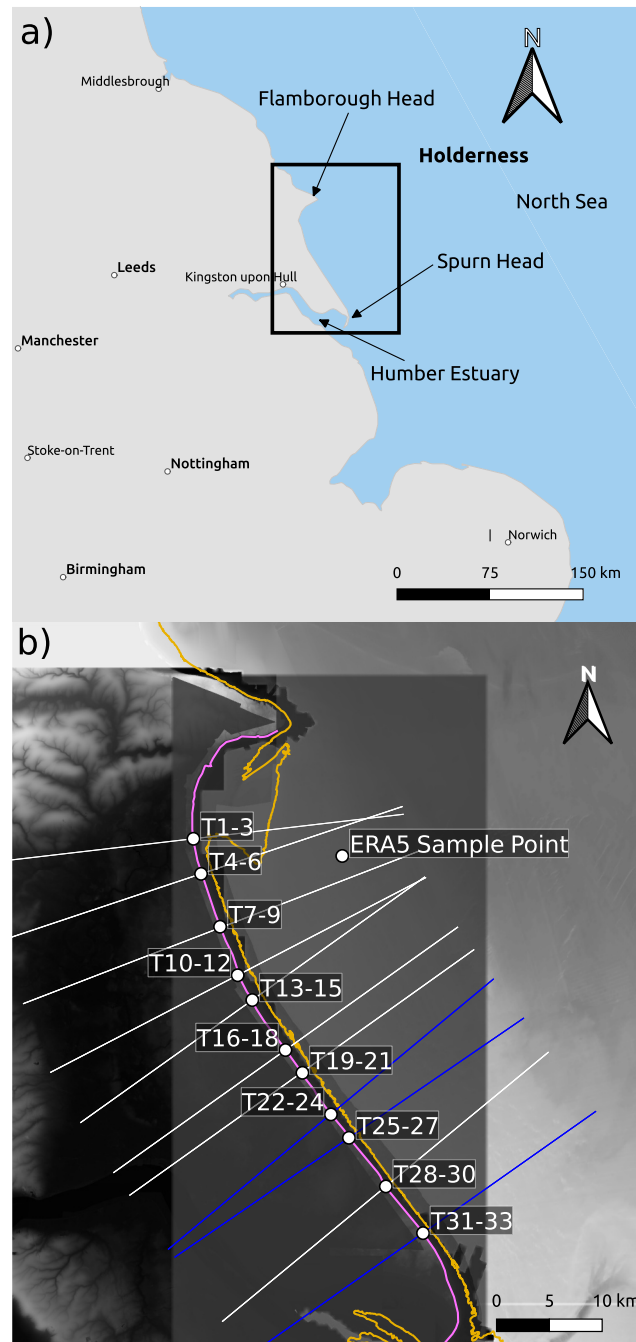 a)
N
Middlesbrough
Flamborough Head
Holderness
North Sea
Leeds
Kingston upon Hull
Spurn Head
Manchester
Humber Estuary
Stoke-on-Trent
Nottingham
Norwich
Birmingham
0 75 150 km
b)
N
T1-3
ERA5 Sample Point
T4-6
T7-9
T10-12
T13-15
T16-18
T19-21
T22-24
T25-27
T28-30
T31-33
0 5 10 km